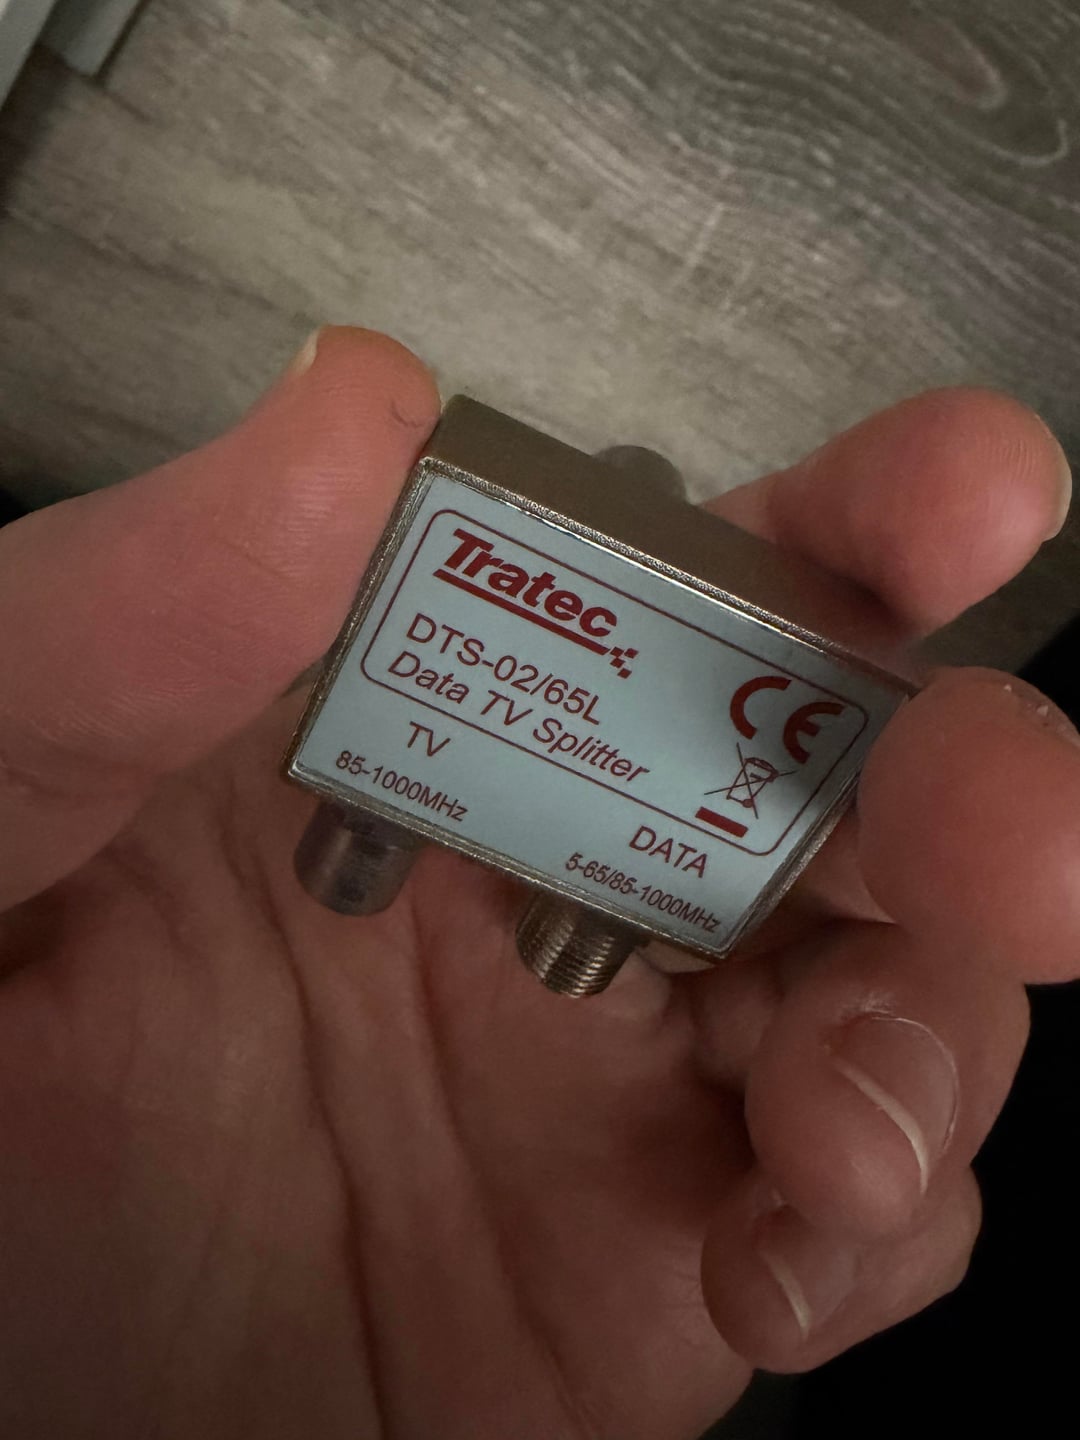 Tratec
DTS-02/65L
Data TV Splitter
CE
TV
85-1000MHz
DATA
5-65/85-1000MHz